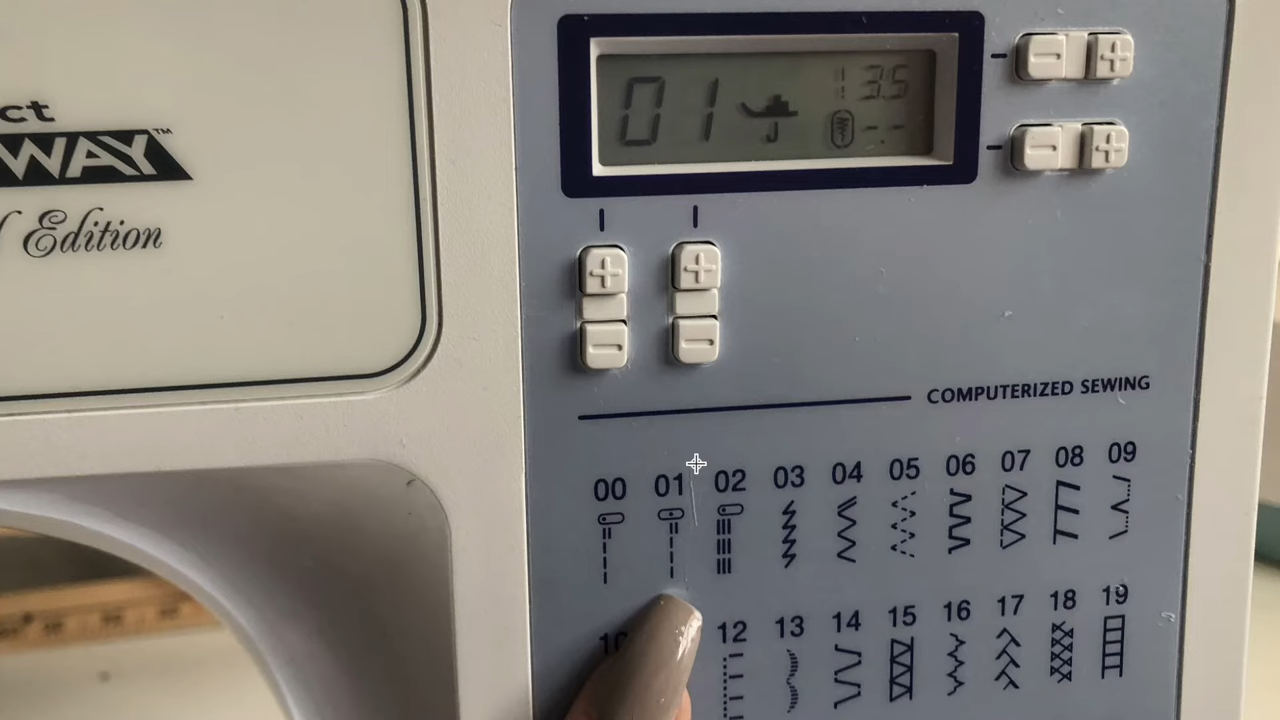 ct
WAY™
Edition
01 J 3.5
-.-
COMPUTERIZED SEWING
00 01 02 03 04 05 06 07 08 09
12 13 14 15 16 17 18 19